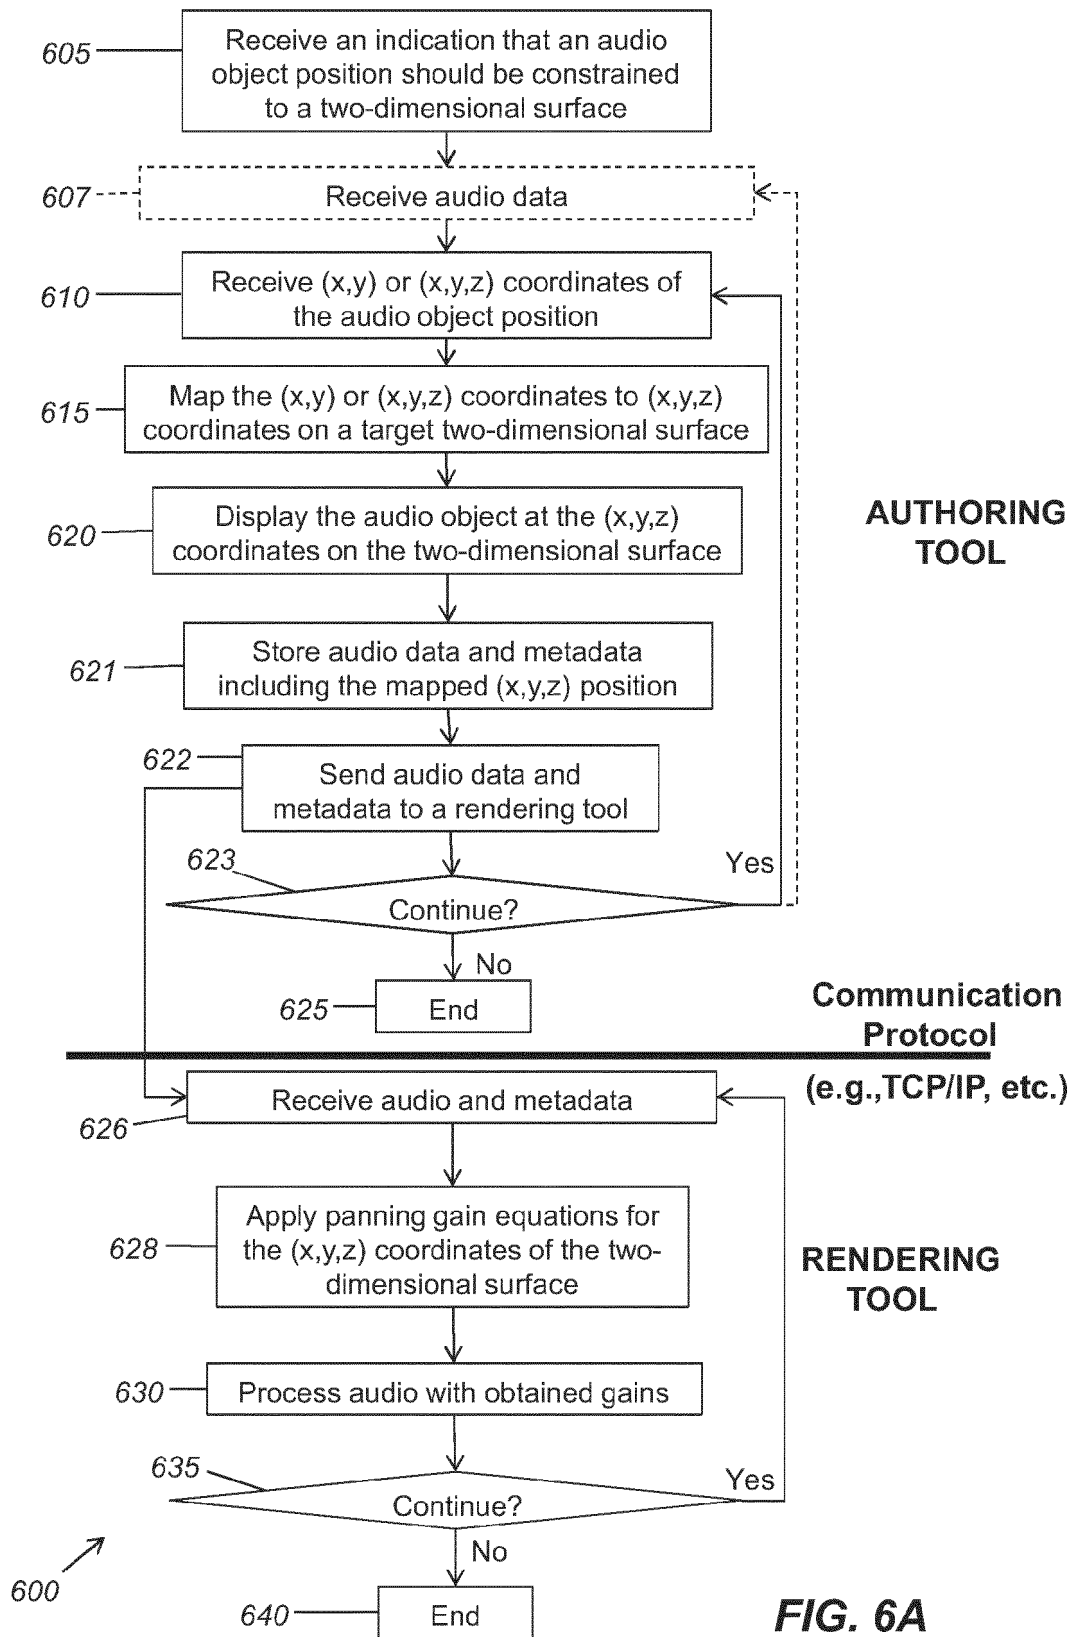 605
Receive an indication that an audio
object position should be constrained
to a two-dimensional surface
607
Receive audio data
610
Receive (x,y) or (x,y,z) coordinates of
the audio object position
615
Map the (x,y) or (x,y,z) coordinates to (x,y,z)
coordinates on a target two-dimensional surface
620
Display the audio object at the (x,y,z)
coordinates on the two-dimensional surface
AUTHORING
TOOL
621
Store audio data and metadata
including the mapped (x,y,z) position
622
Send audio data and
metadata to a rendering tool
623
Continue?
Yes
No
625
End
Communication
Protocol
(e.g.,TCP/IP, etc.)
626
Receive audio and metadata
628
Apply panning gain equations for
the (x,y,z) coordinates of the two-
dimensional surface
RENDERING
TOOL
630
Process audio with obtained gains
635
Continue?
Yes
No
600
640
End
FIG. 6A